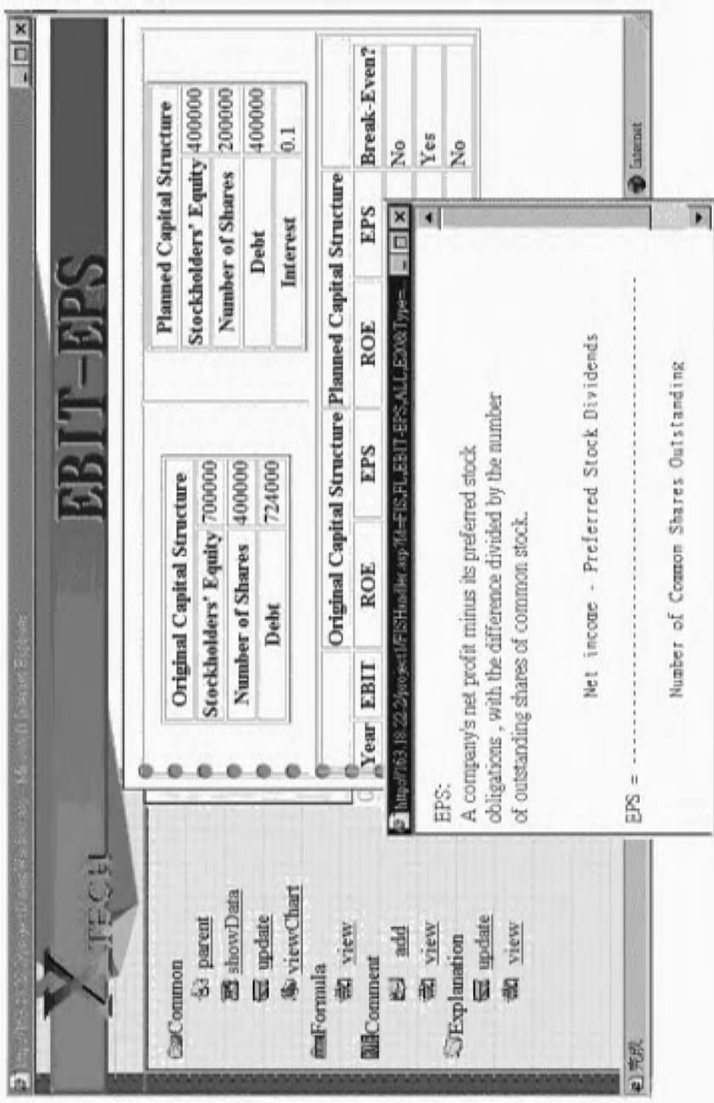 X TECH
EBIT-EPS
Common
parent
showData
update
viewChart
Formula
view
Comment
add
view
Explanation
update
view
Original Capital Structure
Stockholders' Equity 700000
Number of Shares 400000
Debt 724000
Planned Capital Structure
Stockholders' Equity 400000
Number of Shares 200000
Debt 400000
Interest 0.1
Original Capital Structure Planned Capital Structure
Year EBIT ROE EPS ROE EPS Break-Even?
No
Yes
No
EPS:
A company's net profit minus its preferred stock
obligations , with the difference divided by the number
of outstanding shares of common stock.
Net income - Preferred Stock Dividends
EPS = ------------------------------------------------
Number of Common Shares Outstanding
完成
Internet